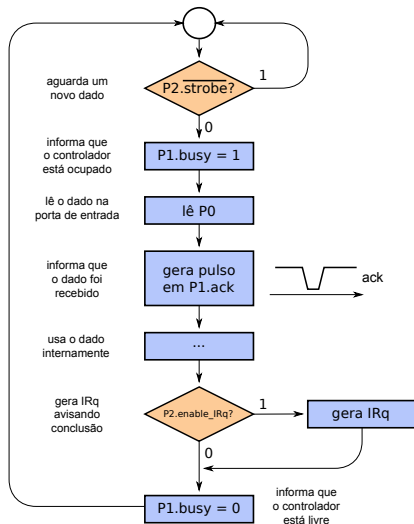 aguarda um
novo dado
P2.strobe?
1
0
informa que
o controlador
está ocupado
P1.busy = 1
lê o dado na
porta de entrada
lê P0
informa que
o dado foi
recebido
gera pulso
em P1.ack
ack
usa o dado
internamente
...
gera IRq
avisando
conclusão
P2.enable_IRq?
1
gera IRq
0
P1.busy = 0
informa que
o controlador
está livre